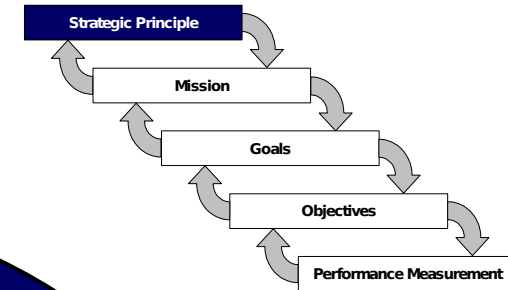 Strategic Principle
Mission
Goals
Objectives
Performance Measurement